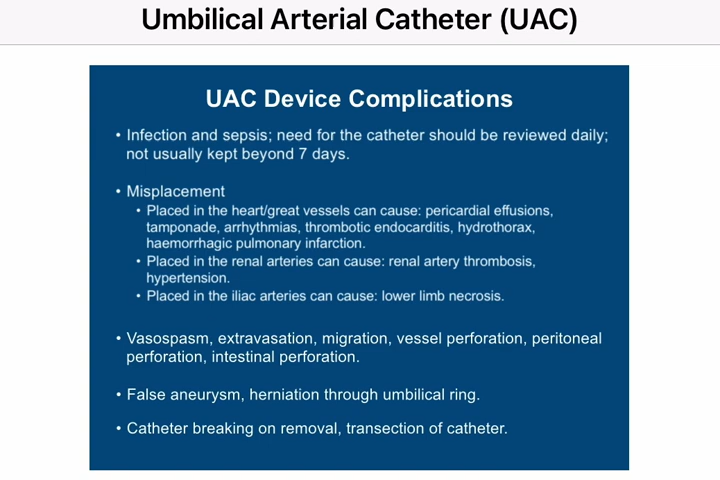 Umbilical Arterial Catheter (UAC)
UAC Device Complications
• Infection and sepsis; need for the catheter should be reviewed daily;
not usually kept beyond 7 days.
• Misplacement
• Placed in the heart/great vessels can cause: pericardial effusions,
tamponade, arrhythmias, thrombotic endocarditis, hydrothorax,
haemorrhagic pulmonary infarction.
• Placed in the renal arteries can cause: renal artery thrombosis,
hypertension.
• Placed in the iliac arteries can cause: lower limb necrosis.
• Vasospasm, extravasation, migration, vessel perforation, peritoneal
perforation, intestinal perforation.
• False aneurysm, herniation through umbilical ring.
• Catheter breaking on removal, transection of catheter.